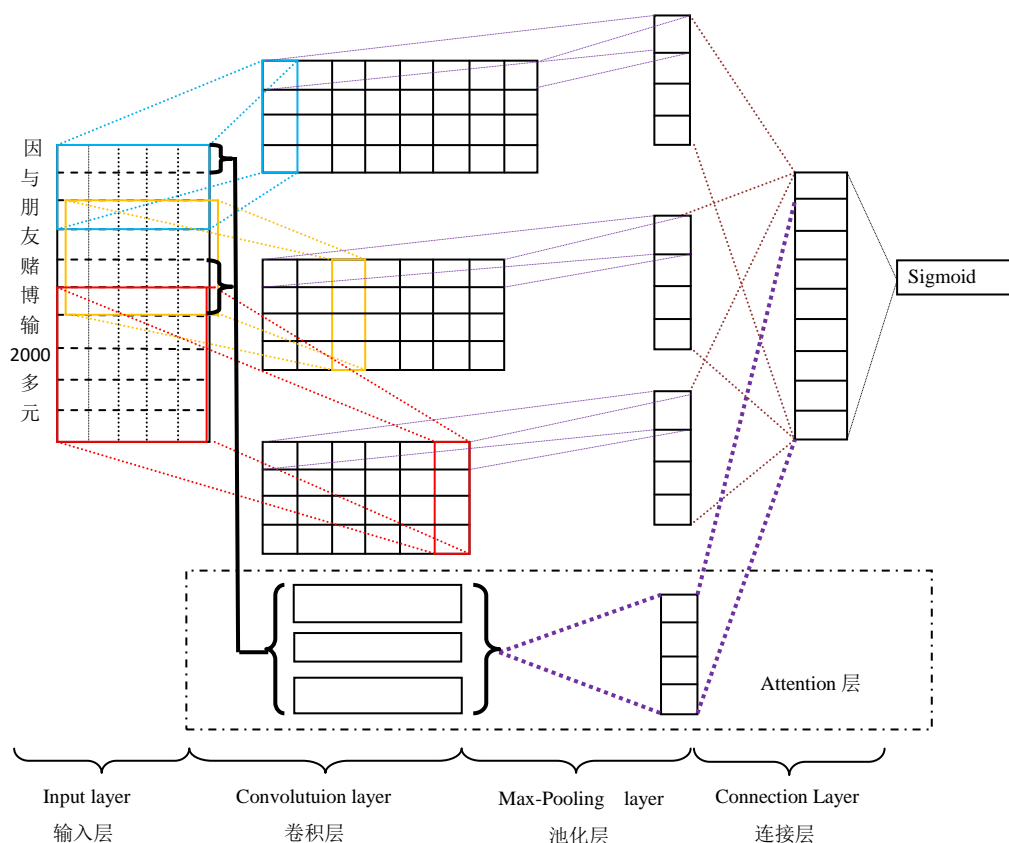 因
与
朋
友
赌
博
输
2000
多
元
Sigmoid
Attention 层
Input layer
输入层
Convolutuion layer
卷积层
Max-Pooling layer
池化层
Connection Layer
连接层